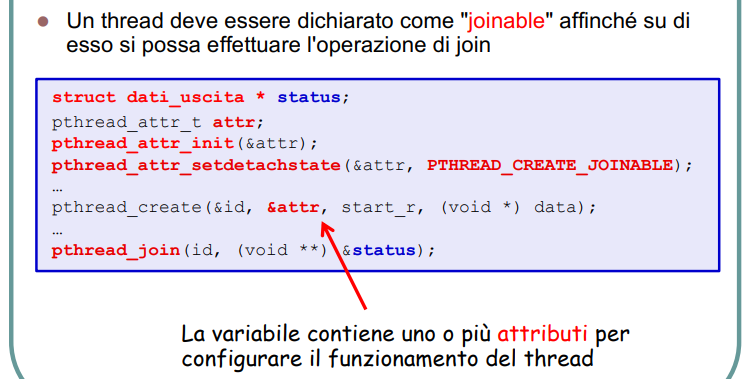 Un thread deve essere dichiarato come "joinable" affinché su di
esso si possa effettuare l'operazione di join
struct dati_uscita * status;
pthread_attr_t attr;
pthread_attr_init(&attr);
pthread_attr_setdetachstate(&attr, PTHREAD_CREATE_JOINABLE);
…
pthread_create(&id, &attr, start_r, (void *) data);
…
pthread_join(id, (void **) &status);
La variabile contiene uno o più attributi per
configurare il funzionamento del thread